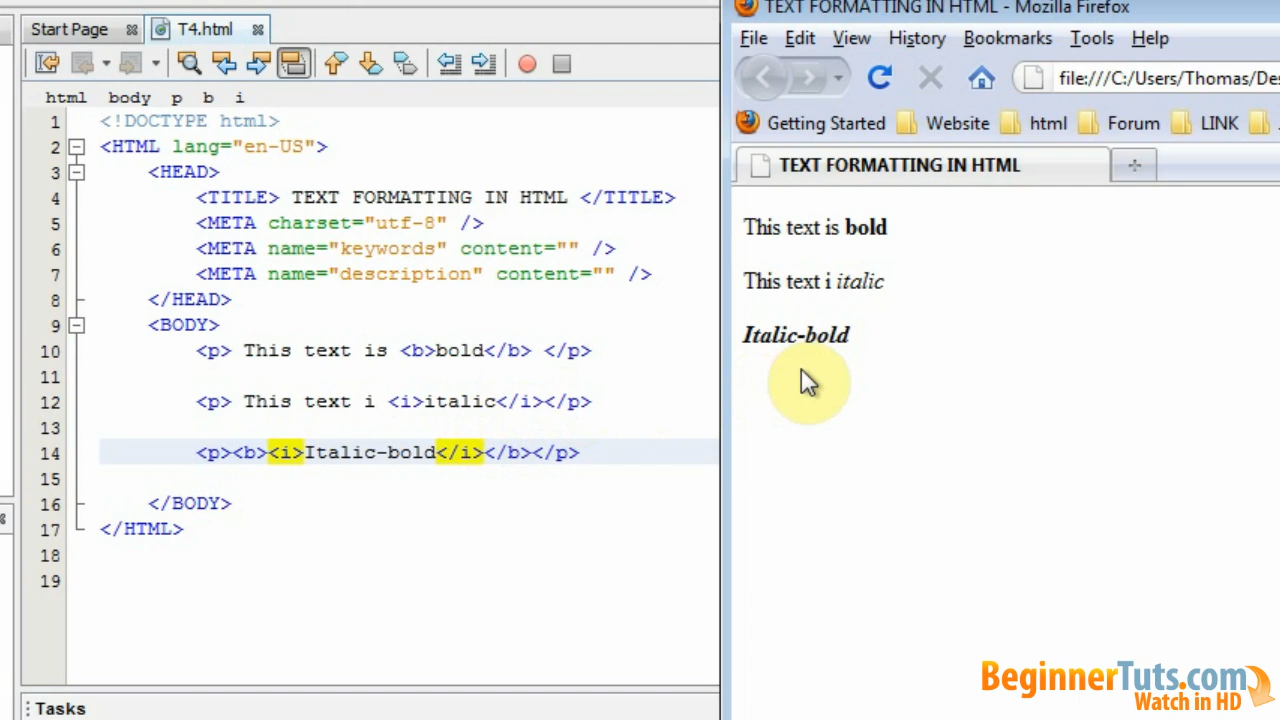 Start Page
T4.html
html body p b i
1 <!DOCTYPE html>
2 <HTML lang="en-US">
3 <HEAD>
4 <TITLE> TEXT FORMATTING IN HTML </TITLE>
5 <META charset="utf-8" />
6 <META name="keywords" content="" />
7 <META name="description" content="" />
8 </HEAD>
9 <BODY>
10 <p> This text is <b>bold</b> </p>
11
12 <p> This text i <i>italic</i></p>
13
14 <p><b><i>Italic-bold</i></b></p>
15
16 </BODY>
17 </HTML>
18
19
Tasks
TEXT FORMATTING IN HTML - Mozilla Firefox
File Edit View History Bookmarks Tools Help
file:///C:/Users/Thomas/Des
Getting Started Website html Forum LINK
TEXT FORMATTING IN HTML
This text is bold
This text i italic
Italic-bold
BeginnerTuts.com
Watch in HD